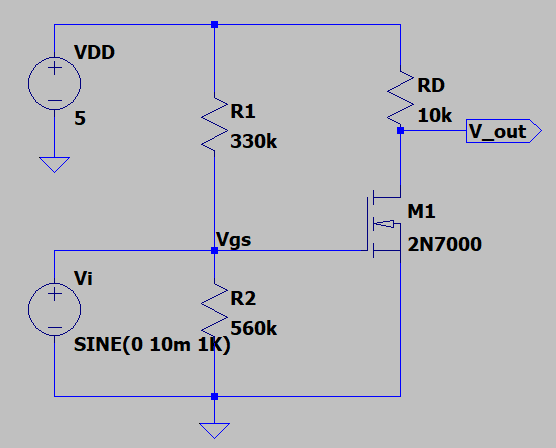 VDD
5
R1
330k
RD
10k
V_out
M1
2N7000
Vgs
Vi
SINE(0 10m 1K)
R2
560k